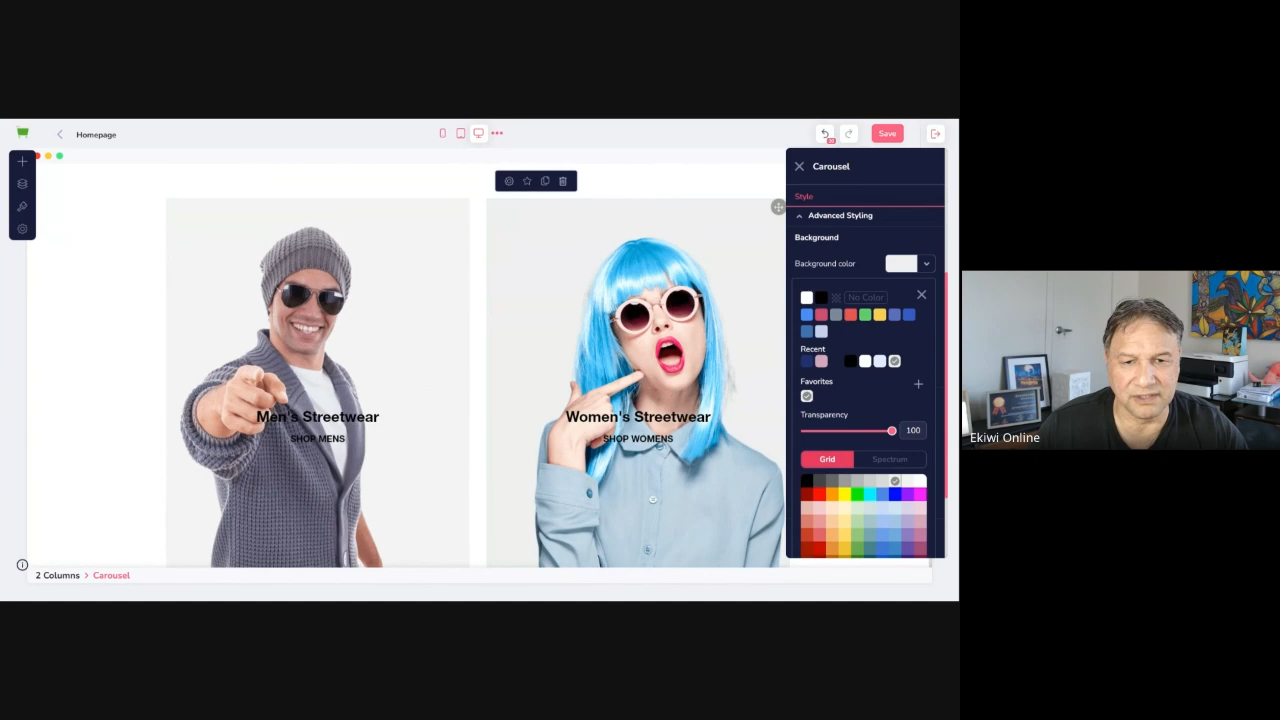 Homepage
Save
Carousel
Style
Advanced Styling
Background
Background color
No Color
Recent
Favorites
Transparency
100
Grid
Spectrum
Men's Streetwear
SHOP MENS
Women's Streetwear
SHOP WOMENS
2 Columns > Carousel
Ekiwi Online